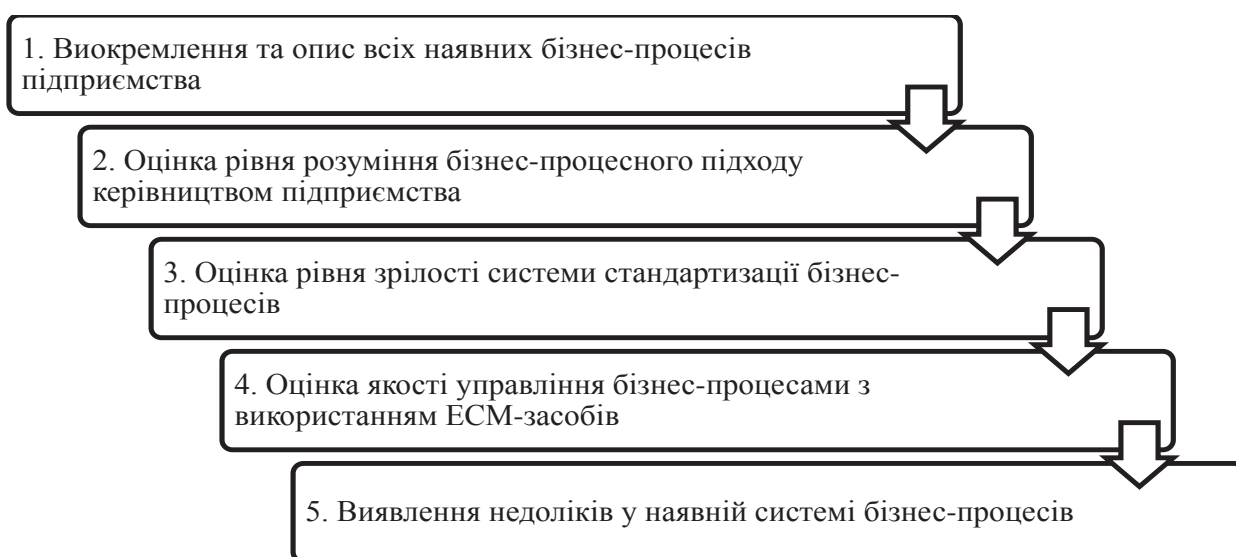 1. Виокремлення та опис всіх наявних бізнес-процесів
підприємства
2. Оцінка рівня розуміння бізнес-процесного підходу
керівництвом підприємства
3. Оцінка рівня зрілості системи стандартизації бізнес-
процесів
4. Оцінка якості управління бізнес-процесами з
використанням ЕСМ-засобів
5. Виявлення недоліків у наявній системі бізнес-процесів